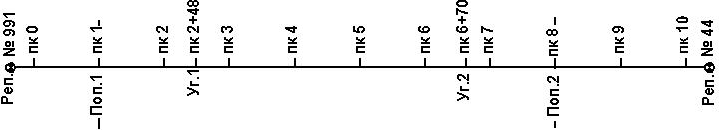 Реп. № 991
пк 0
пк 1
Поп.1
пк 2
пк 2+48
Уг.1
пк 3
пк 4
пк 5
пк 6
пк 6+70
Уг.2
пк 7
пк 8
Поп.2
пк 9
пк 10
Реп. № 44